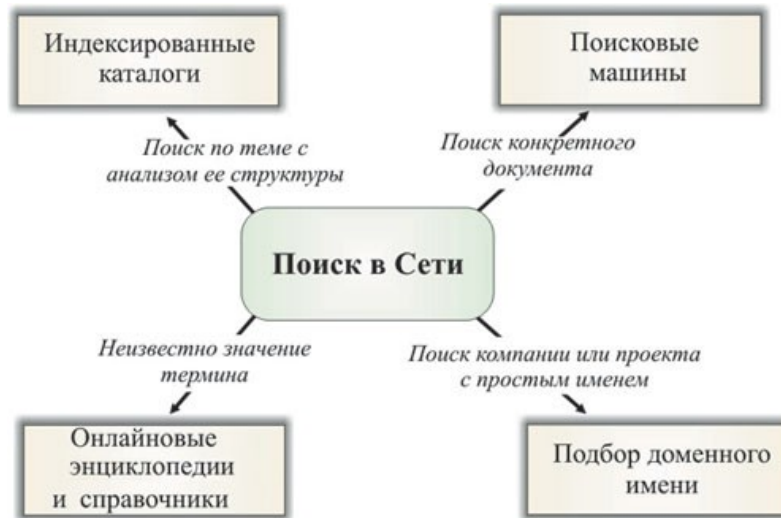 Индексированные
каталоги
Поисковые
машины
Поиск по теме с
анализом ее структуры
Поиск конкретного
документа
Поиск в Сети
Неизвестно значение
термина
Поиск компании или проекта
с простым именем
Онлайновые
энциклопедии
и справочники
Подбор доменного
имени